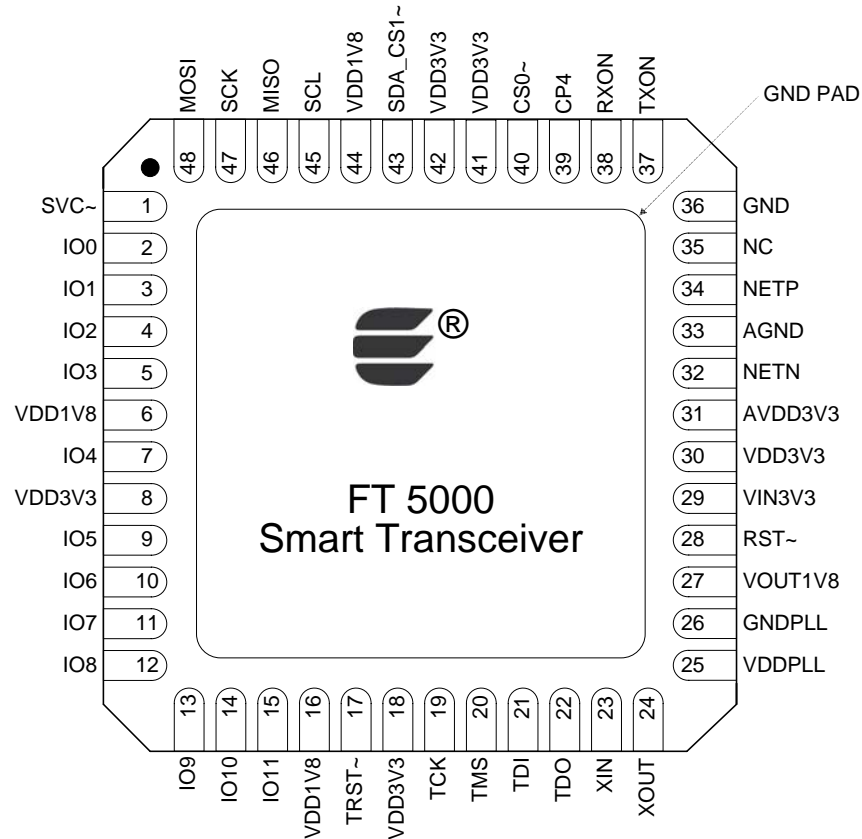 MOSI
SCK
MISO
SCL
VDD1V8
SDA_CS1~
VDD3V3
VDD3V3
CS0~
CP4
RXON
TXON
GND PAD
48
47
46
45
44
43
42
41
40
39
38
37
SVC~ 1
IO0 2
IO1 3
IO2 4
IO3 5
VDD1V8 6
IO4 7
VDD3V3 8
IO5 9
IO6 10
IO7 11
IO8 12
®
FT 5000
Smart Transceiver
36 GND
35 NC
34 NETP
33 AGND
32 NETN
31 AVDD3V3
30 VDD3V3
29 VIN3V3
28 RST~
27 VOUT1V8
26 GNDPLL
25 VDDPLL
13
14
15
16
17
18
19
20
21
22
23
24
IO9
IO10
IO11
VDD1V8
TRST~
VDD3V3
TCK
TMS
TDI
TDO
XIN
XOUT